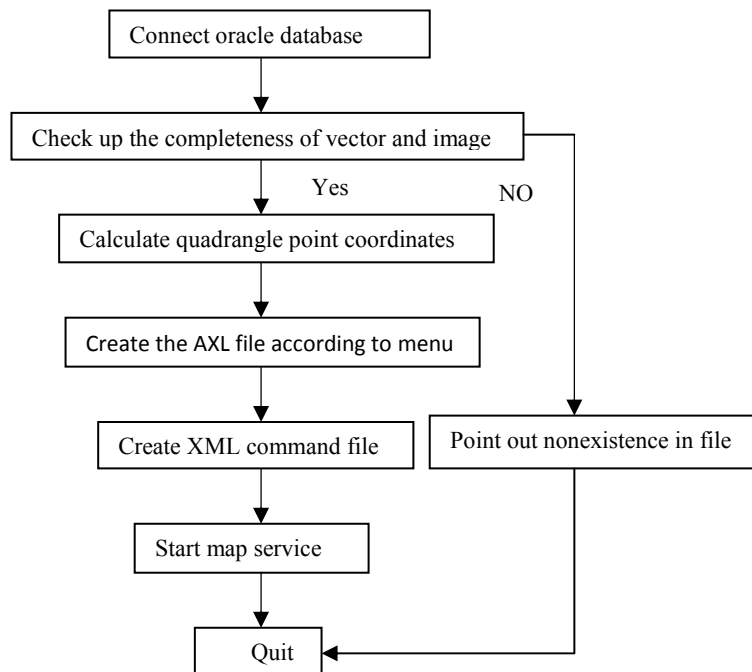 Connect oracle database
Check up the completeness of vector and image
Yes
NO
Calculate quadrangle point coordinates
Create the AXL file according to menu
Create XML command file
Point out nonexistence in file
Start map service
Quit